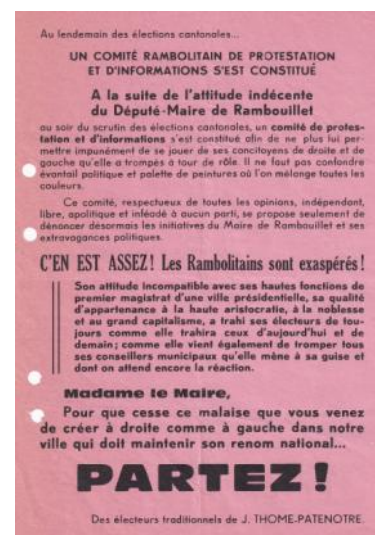 Au lendemain des élections cantonales...
UN COMITÉ RAMBOLITAIN DE PROTESTATION
ET D'INFORMATIONS S'EST CONSTITUÉ
A la suite de l'attitude indécente
du Député-Maire de Rambouillet
au soir du scrutin des élections cantonales, un comité de protes-
tation et d'informations s'est constitué afin de ne plus lui per-
mettre impunément de se jouer de ses concitoyens de droite et de
gauche qu'elle a trompés à tour de rôle. Il ne faut pas confondre
éventail politique et palette de peintures où l'on mélange toutes les
couleurs.
Ce comité, respectueux de toutes les opinions, indépendant,
libre, apolitique et inféodé à aucun parti, se propose seulement de
dénoncer désormais les initiatives du Maire de Rambouillet et ses
extravagances politiques.
C'EN EST ASSEZ! Les Rambolitains sont exaspérés!
Son attitude incompatible avec ses hautes fonctions de
premier magistrat d'une ville présidentielle, sa qualité
d'appartenance à la haute aristocratie, à la noblesse
et au grand capitalisme, a trahi ses électeurs de tou-
jours comme elle trahira ceux d'aujourd'hui et de
demain; comme elle vient également de tromper tous
ses conseillers municipaux qu'elle mène à sa guise et
dont on attend encore la réaction.
Madame le Maire,
Pour que cesse ce malaise que vous venez
de créer à droite comme à gauche dans notre
ville qui doit maintenir son renom national...
PARTEZ!
Des électeurs traditionnels de J. THOME-PATENOTRE.